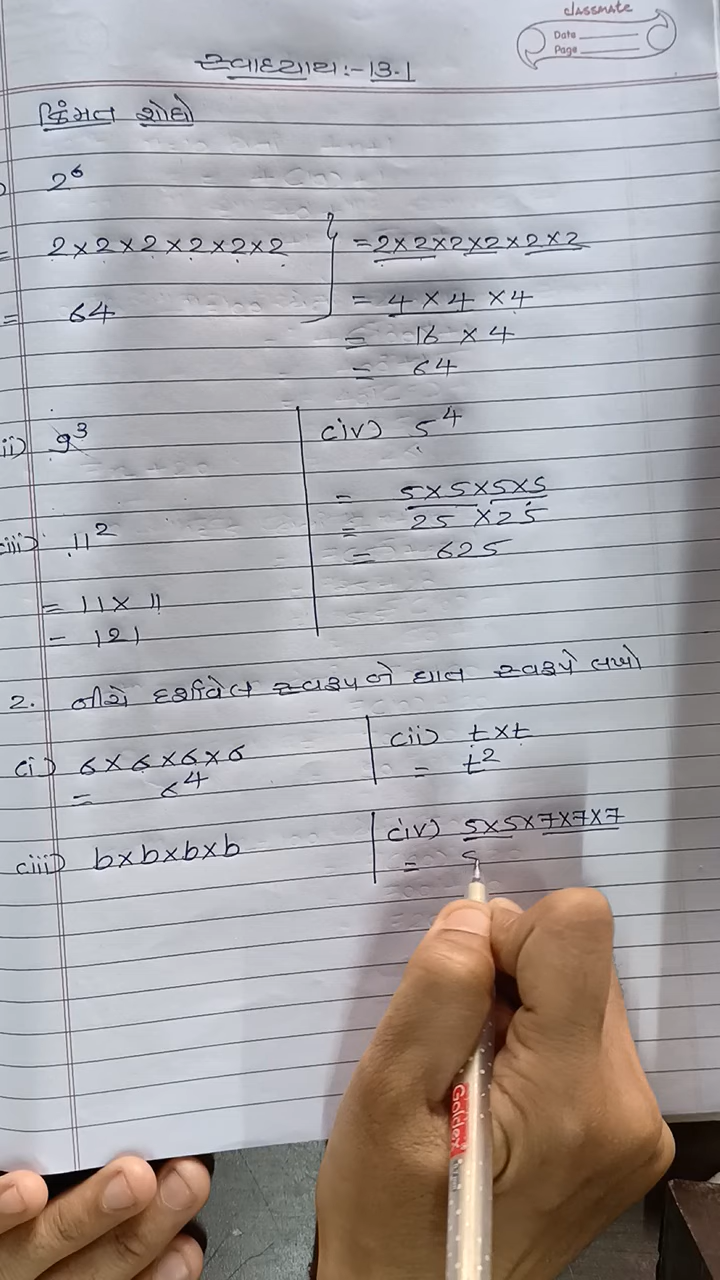 classmate
Date
Page
સ્વાધ્યાય:- 13.1
કિંમત શોધો
2⁶
= 2×2×2×2×2×2
= 64
= 2×2×2×2×2×2
= 4 × 4 × 4
= 16 × 4
= 64
ii) 9³
iii) 11²
= 11 × 11
= 121
(iv) 5⁴
= 5×5×5×5
= 25 × 25
= 625
2. નીચે દર્શાવેલ સ્વરૂપને ઘાત સ્વરૂપે લખો
(i) 6×6×6×6
= 6⁴
(ii) t×t
= t²
(iii) b×b×b×b
(iv) 5×5×7×7×7
= 5
Goldex